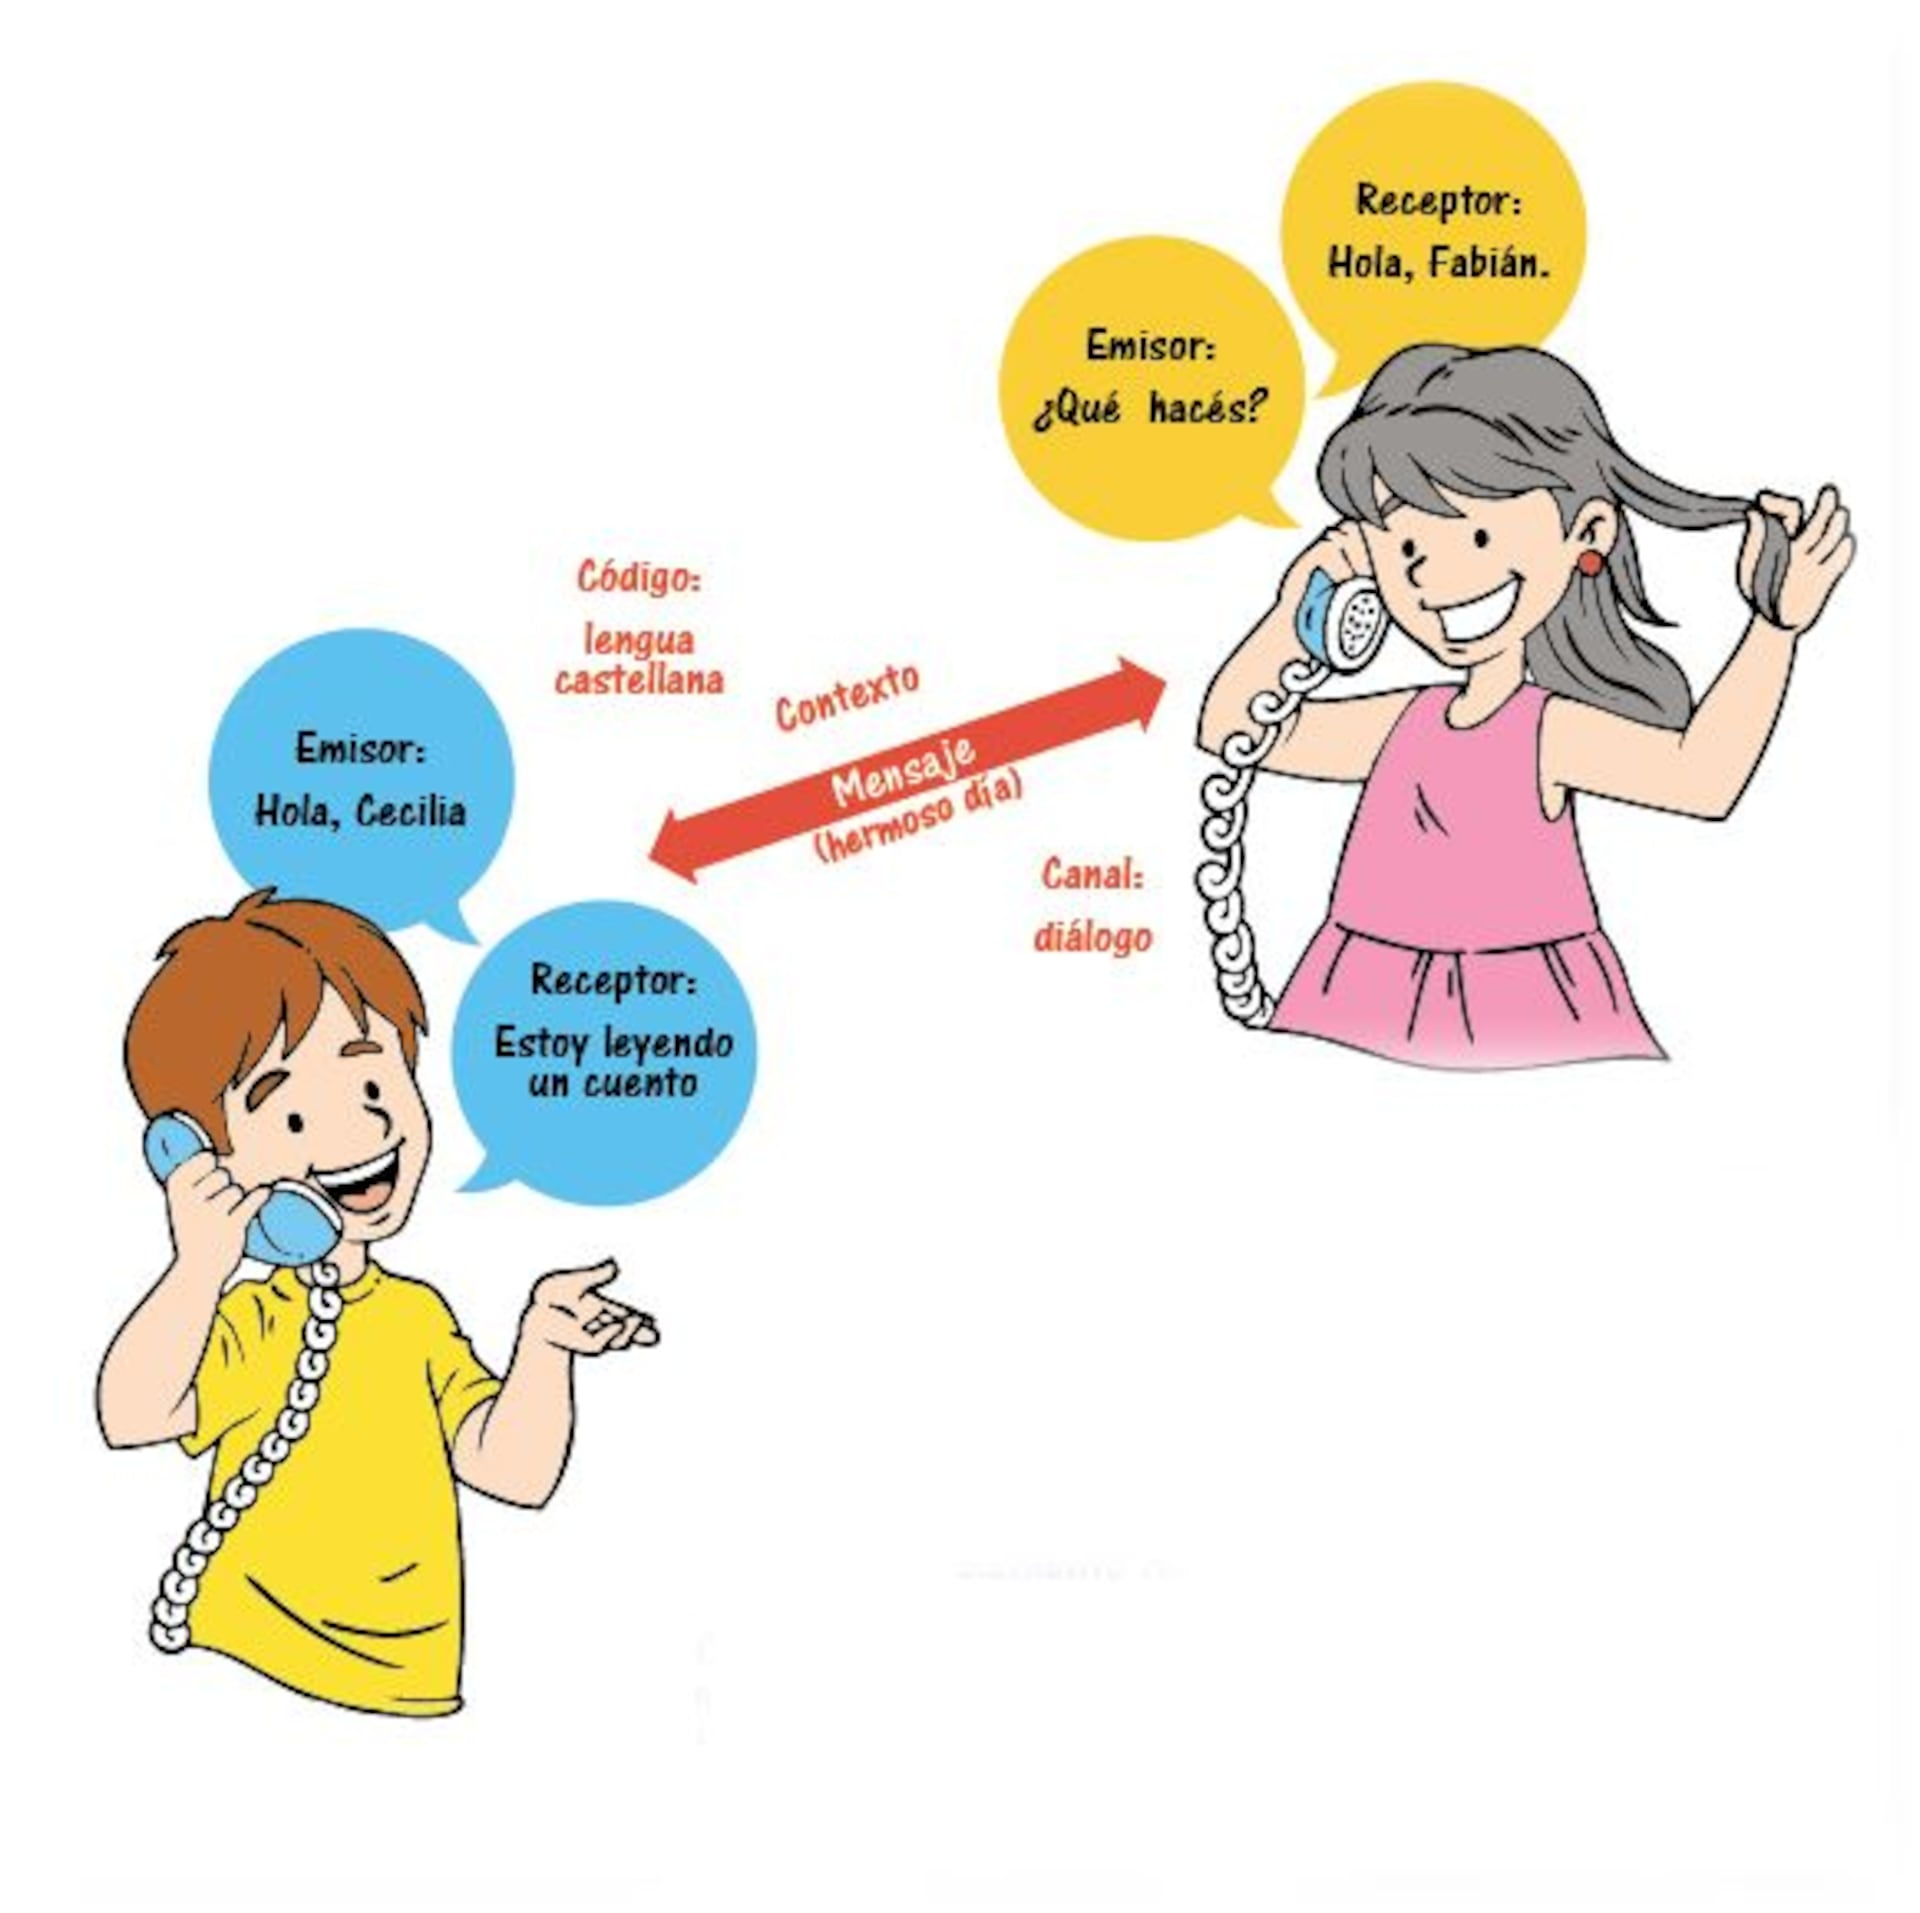 Receptor:
Hola, Fabián.
Emisor:
¿Qué hacés?
Código:
lengua
castellana
Contexto
Mensaje
(hermoso día)
Emisor:
Hola, Cecilia
Canal:
diálogo
Receptor:
Estoy leyendo
un cuento